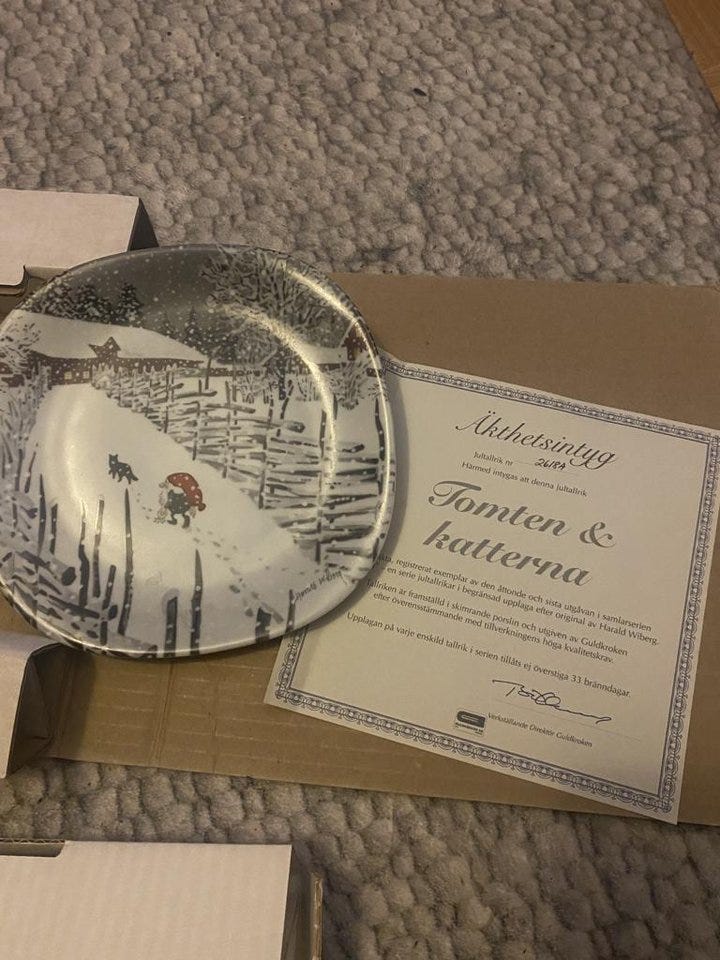 Äkthetsintyg
Jultallrik nr 2618A
Härmed intygas att denna jultallrik
Tomten &
katterna
registrerat exemplar av den åttonde och sista utgåvan i samlarserien
en serie jultallrikar i begränsad upplaga efter original av Harald Wiberg.
Tallriken är framställd i skimrande porslin och utgiven av Guldkroken
efter överensstämmande med tillverkningens höga kvalitetskrav.
Upplagan på varje enskild tallrik i serien tillåts ej överstiga 33 bränndagar
Verkställande Direktör Guldkroken